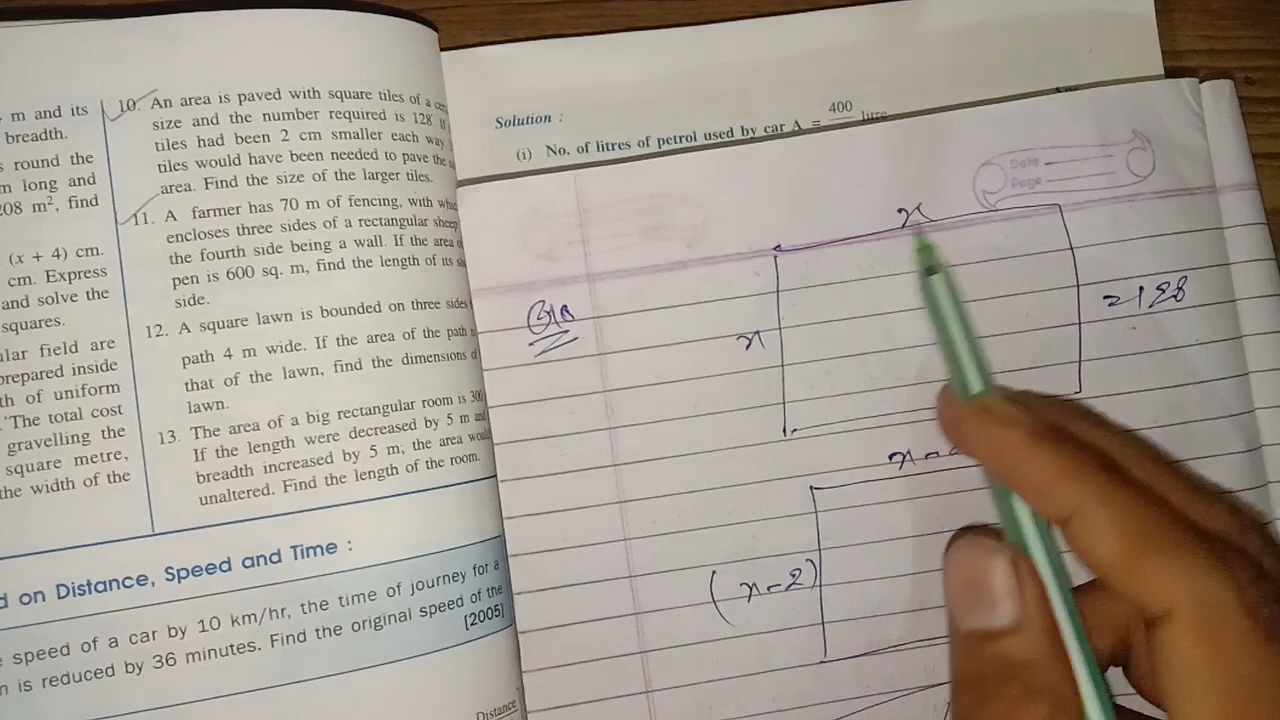 m and its
breadth.
round the
m long and
208 m², find
(x + 4) cm.
cm. Express
and solve the
squares.
field are
prepared inside
of uniform
The total cost
gravelling the
square metre,
the width of the
10. An area is paved with square tiles of a
size and the number required is 128.
tiles had been 2 cm smaller each way,
tiles would have been needed to pave the
area. Find the size of the larger tiles.
11. A farmer has 70 m of fencing, with
encloses three sides of a rectangular sheep
the fourth side being a wall. If the area
pen is 600 sq. m, find the length of its
side.
12. A square lawn is bounded on three sides
path 4 m wide. If the area of the path
that of the lawn, find the dimensions
lawn.
13. The area of a big rectangular room is 300
If the length were decreased by 5 m and
breadth increased by 5 m; the area would
unaltered. Find the length of the room.
on Distance, Speed and Time :
speed of a car by 10 km/hr, the time of journey for a
is reduced by 36 minutes. Find the original speed of the
[2005]
Distance
Solution :
(i) No. of litres of petrol used by car A = 400 litre
Date
Page
x
x
=128
x -
(x-2)